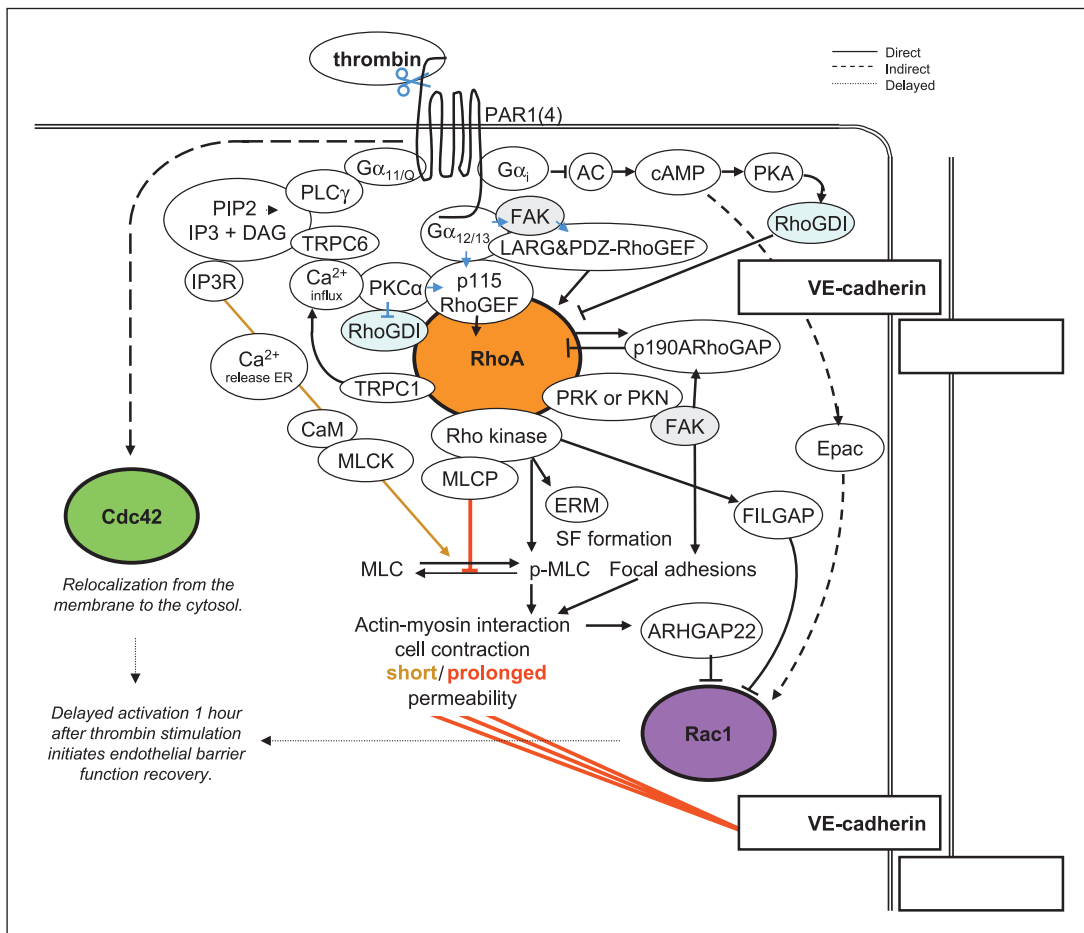 thrombin
Direct
Indirect
Delayed
PAR1(4)
Gα11/Q
Gαi
AC
cAMP
PKA
PLCγ
PIP2
IP3 + DAG
FAK
RhoGDI
Gα12/13
LARG&PDZ-RhoGEF
TRPC6
IP3R
Ca2+
influx
PKCα
p115
RhoGEF
VE-cadherin
RhoGDI
RhoA
p190ARhoGAP
Ca2+
release ER
TRPC1
PRK or PKN
FAK
CaM
Rho kinase
Epac
MLCK
MLCP
ERM
FILGAP
Cdc42
SF formation
MLC
p-MLC
Focal adhesions
Relocalization from the
membrane to the cytosol.
Actin-myosin interaction
cell contraction
short/prolonged
permeability
ARHGAP22
Delayed activation 1 hour
after thrombin stimulation
initiates endothelial barrier
function recovery.
Rac1
VE-cadherin